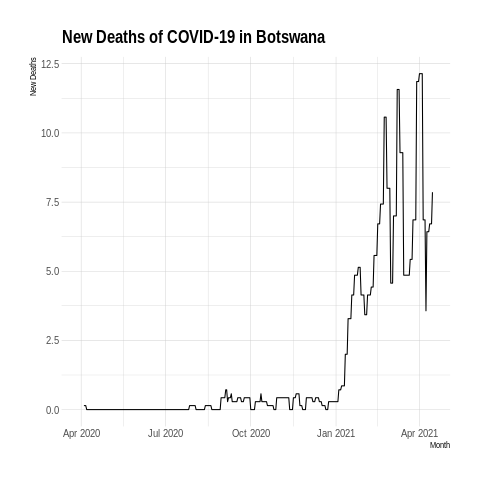 New Deaths of COVID-19 in Botswana
New Deaths
12.5
10.0
7.5
5.0
2.5
0.0
Apr 2020 Jul 2020 Oct 2020 Jan 2021 Apr 2021
Month